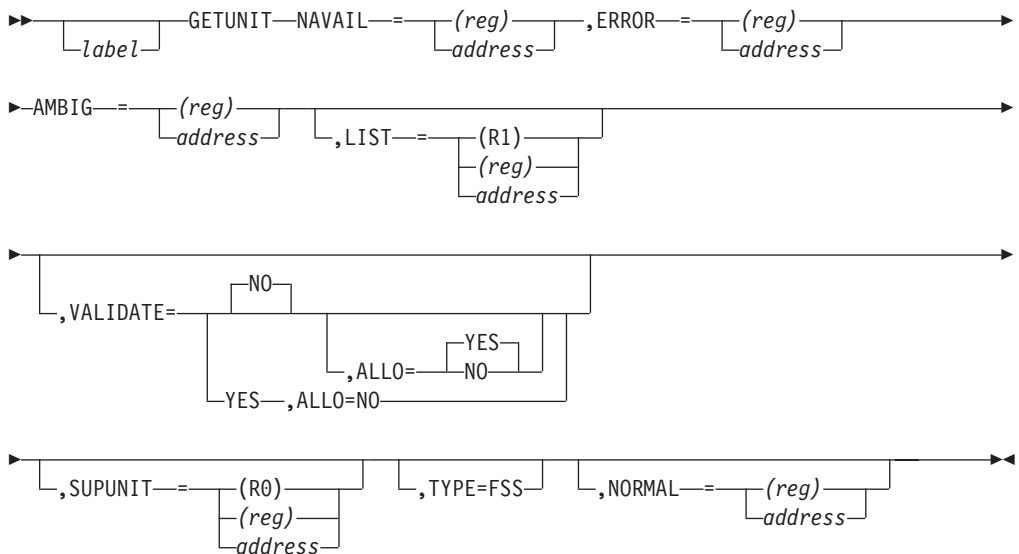 GETUNIT NAVAIL = (reg) ,ERROR = (reg)
label address address
AMBIG = (reg)
address ,LIST = (R1)
(reg)
address
NO
,VALIDATE=
YES
,ALLO= NO
YES ,ALLO=NO
,SUPUNIT = (R0) ,TYPE=FSS ,NORMAL = (reg)
(reg) address
address